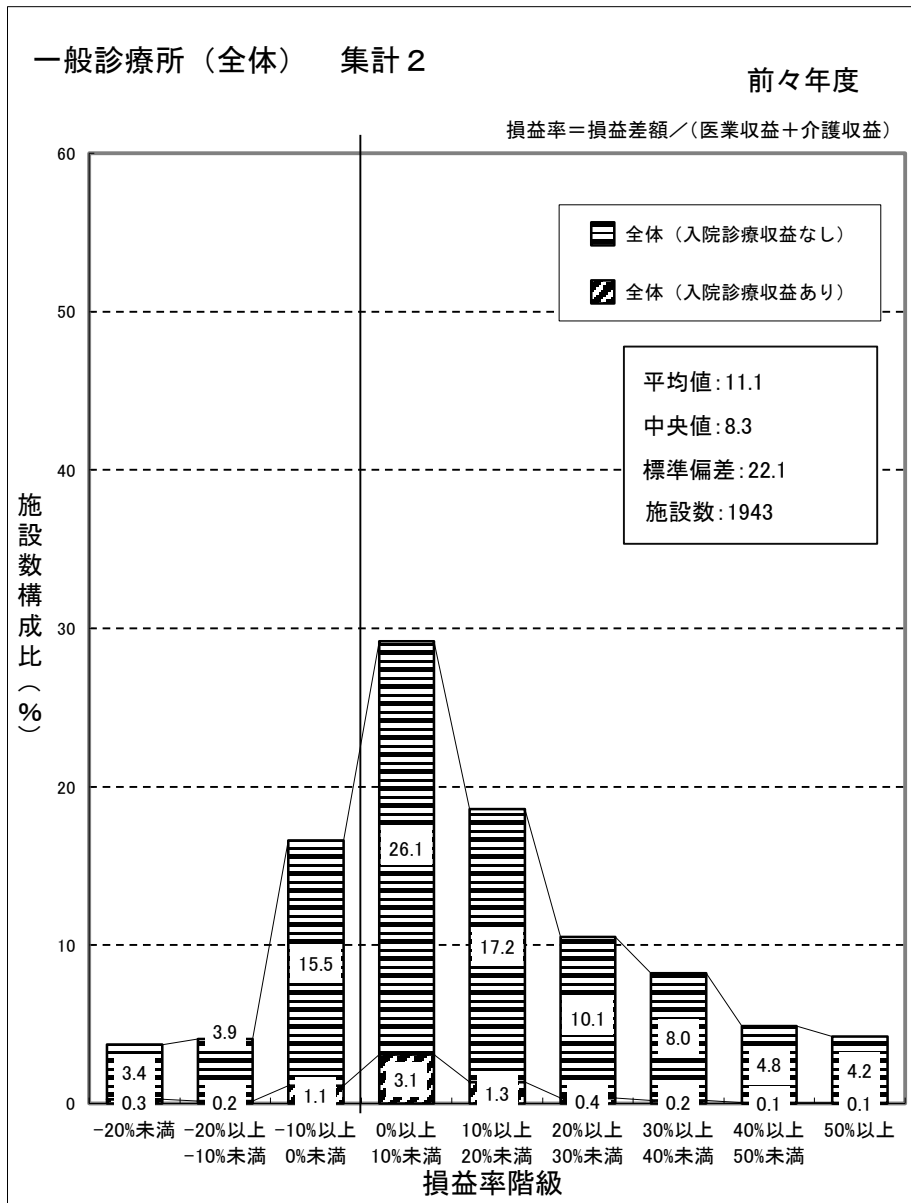 一般診療所（全体）　集計２
前々年度
損益率＝損益差額／（医業収益＋介護収益）
60
50
40
30
20
10
0
施設数構成比（%）
全体（入院診療収益なし）
全体（入院診療収益あり）
平均値：11.1
中央値：8.3
標準偏差：22.1
施設数：1943
3.4
3.9
15.5
26.1
17.2
10.1
8.0
4.8
4.2
0.3
0.2
1.1
3.1
1.3
0.4
0.2
0.1
0.1
-20%未満
-20%以上
-10%未満
-10%以上
0%未満
0%以上
10%未満
10%以上
20%未満
20%以上
30%未満
30%以上
40%未満
40%以上
50%未満
50%以上
損益率階級